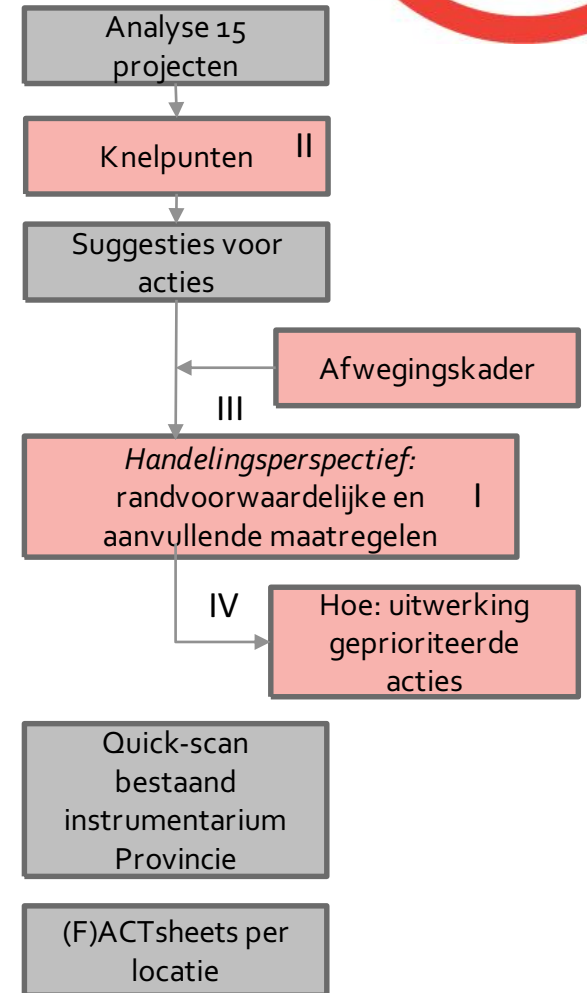 Analyse 15
projecten
Knelpunten II
Suggesties voor
acties
Afwegingskader
III
Handelingsperspectief:
randvoorwaardelijke en I
aanvullende maatregelen
IV
Hoe: uitwerking
geprioriteerde
acties
Quick-scan
bestaand
instrumentarium
Provincie
(F)ACTsheets per
locatie